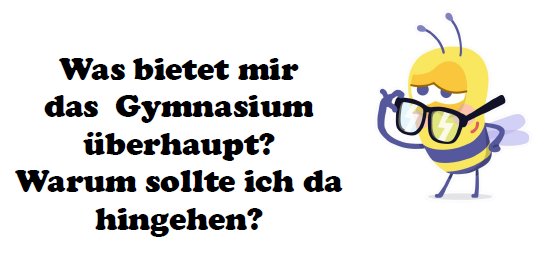 Was bietet mir
das Gymnasium
überhaupt?
Warum sollte ich da
hingehen?